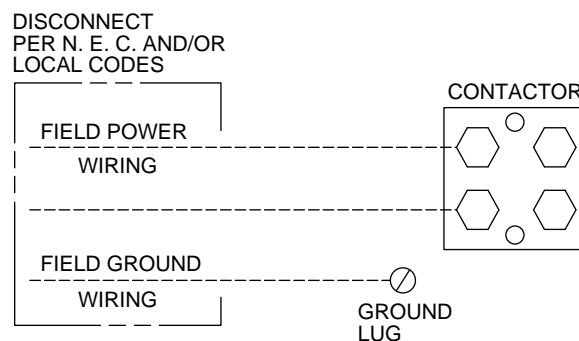 DISCONNECT
PER N. E. C. AND/OR
LOCAL CODES
CONTACTOR
FIELD POWER
WIRING
FIELD GROUND
WIRING
GROUND
LUG